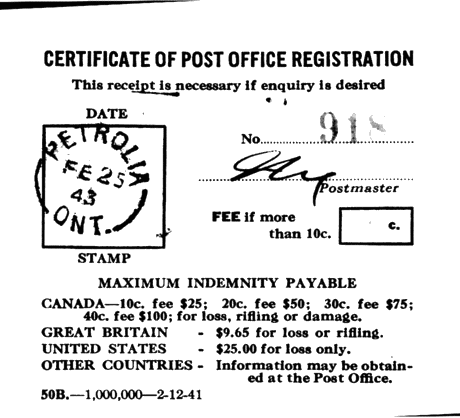 CERTIFICATE OF POST OFFICE REGISTRATION
This receipt is necessary if enquiry is desired
DATE
PETROLIA
FE 25
43
ONT.
STAMP
No. 918
Postmaster
FEE if more
than 10c.
c.
MAXIMUM INDEMNITY PAYABLE
CANADA—10c. fee $25; 20c. fee $50; 30c. fee $75;
40c. fee $100; for loss, rifling or damage.
GREAT BRITAIN - $9.65 for loss or rifling.
UNITED STATES - $25.00 for loss only.
OTHER COUNTRIES - Information may be obtain-
ed at the Post Office.
50B.—1,000,000—2-12-41